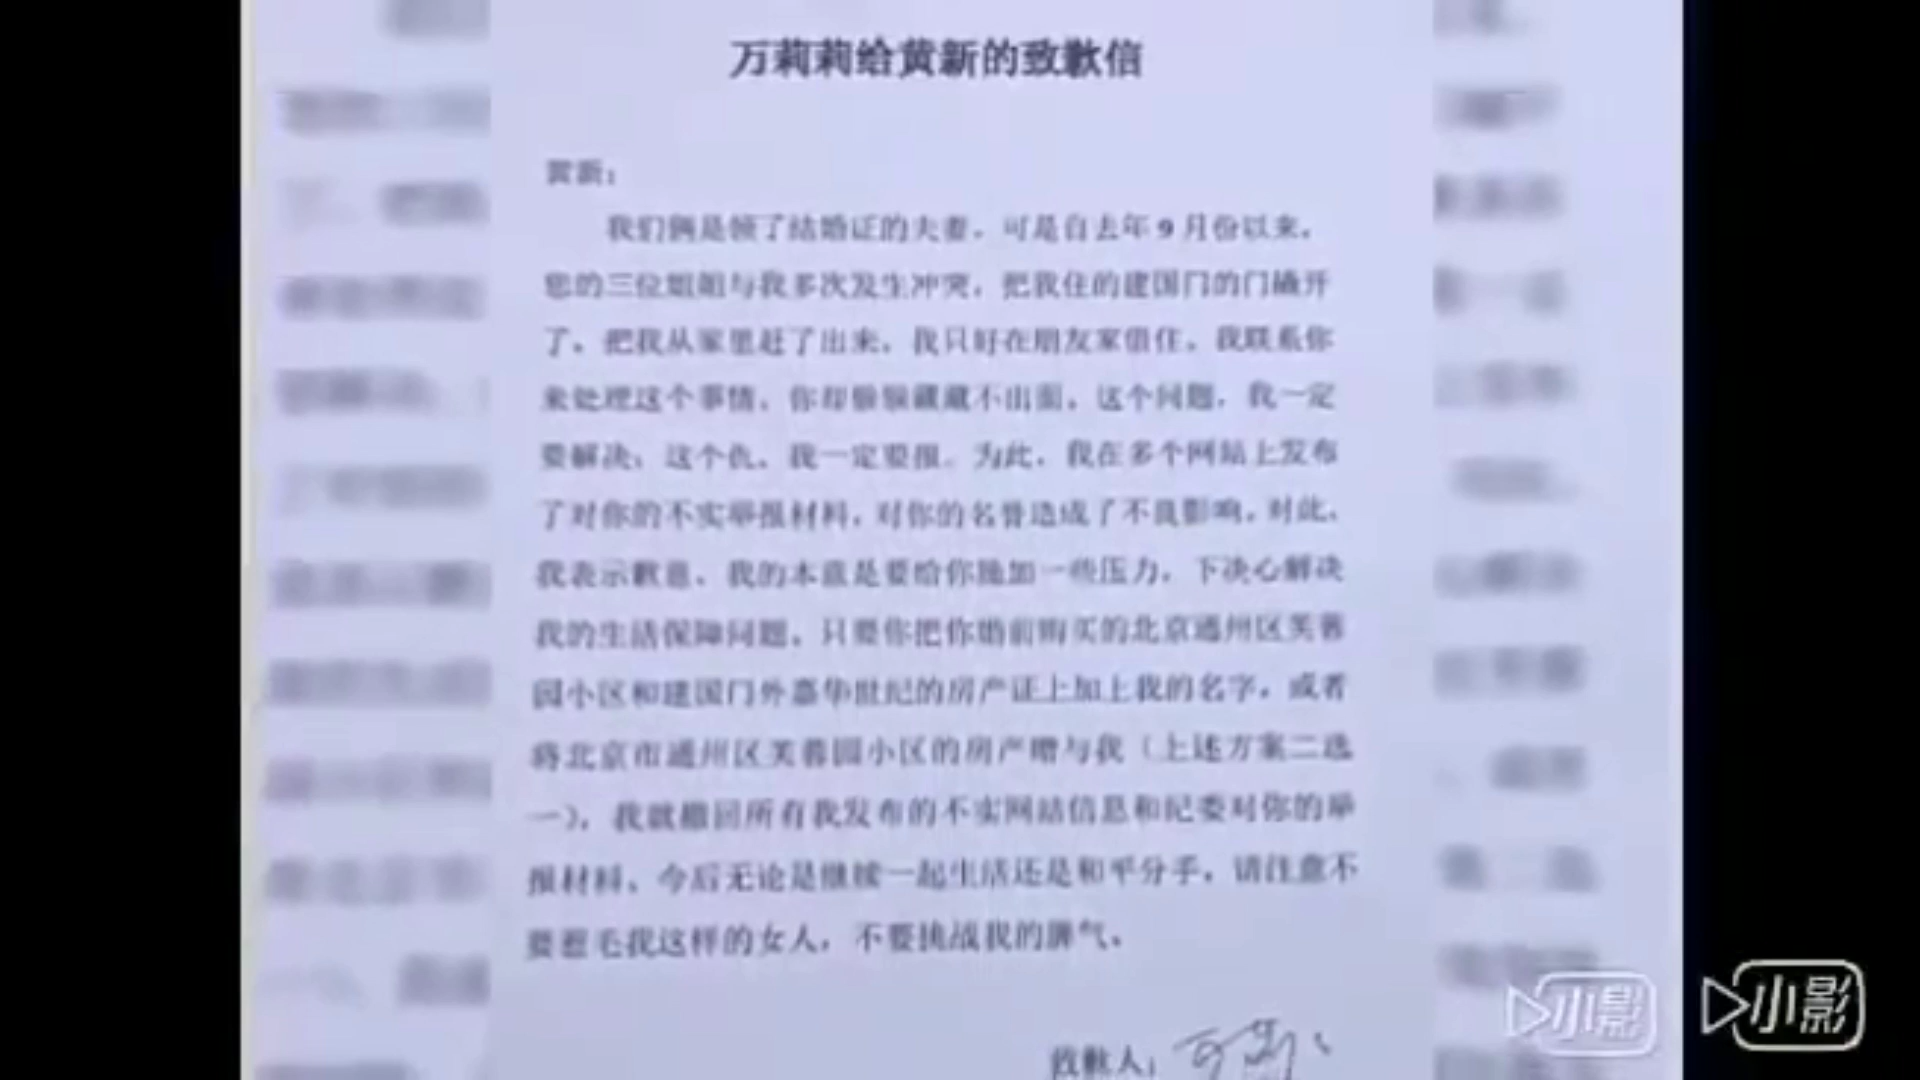 万莉莉给黄新的致歉信
黄新：
我们俩是领了结婚证的夫妻，可是自去年9月份以来，
您的三位姐姐与我多次发生冲突，把我住的建国门的门撬开
了，把我从家里赶了出来，我只好在朋友家借住，我联系你
来处理这个事情，你却躲躲藏藏不出面，这个问题，我一定
要解决，这个仇，我一定要报。为此，我在多个网站上发布
了对你的不实举报材料，对你的名誉造成了不良影响，对此，
我表示歉意，我的本意是要给你施加一些压力，下决心解决
我的生活保障问题，只要你把你婚前购买的北京通州区芙蓉
园小区和建国门外嘉华世纪的房产证上加上我的名字，或者
将北京市通州区芙蓉园小区的房产赠与我（上述方案二选
一），我就撤回所有我发布的不实网站信息和纪委对你的举
报材料，今后无论是继续一起生活还是和平分手，请注意不
要惹毛我这样的女人，不要挑战我的脾气。
致歉人：
小影
小影